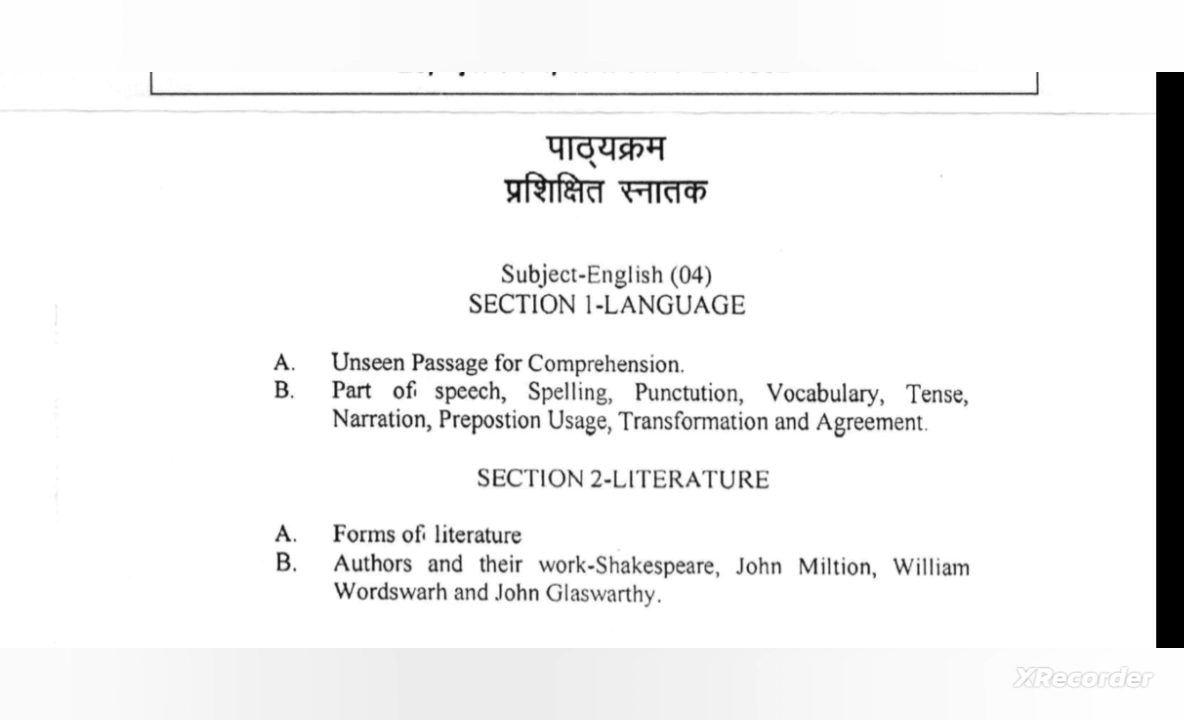 पाठ्यक्रम
प्रशिक्षित स्नातक
Subject-English (04)
SECTION 1-LANGUAGE
A. Unseen Passage for Comprehension.
B. Part of speech, Spelling, Punctution, Vocabulary, Tense,
Narration, Prepostion Usage, Transformation and Agreement.
SECTION 2-LITERATURE
A. Forms of literature
B. Authors and their work-Shakespeare, John Miltion, William
Wordswarh and John Glaswarthy.
XRecorder